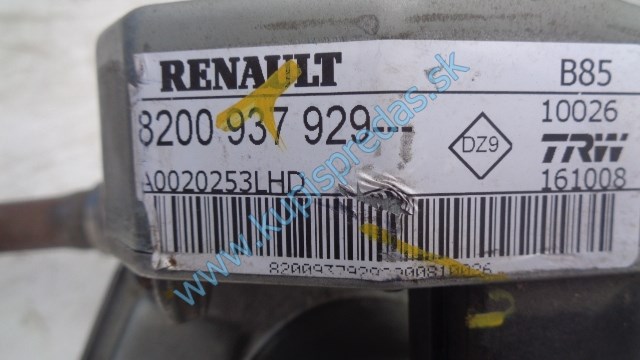 RENAULT
B85
8200 937 929---
10026
DZ9
TRW
A0020253LHD
161008
www.kupispredas.sk